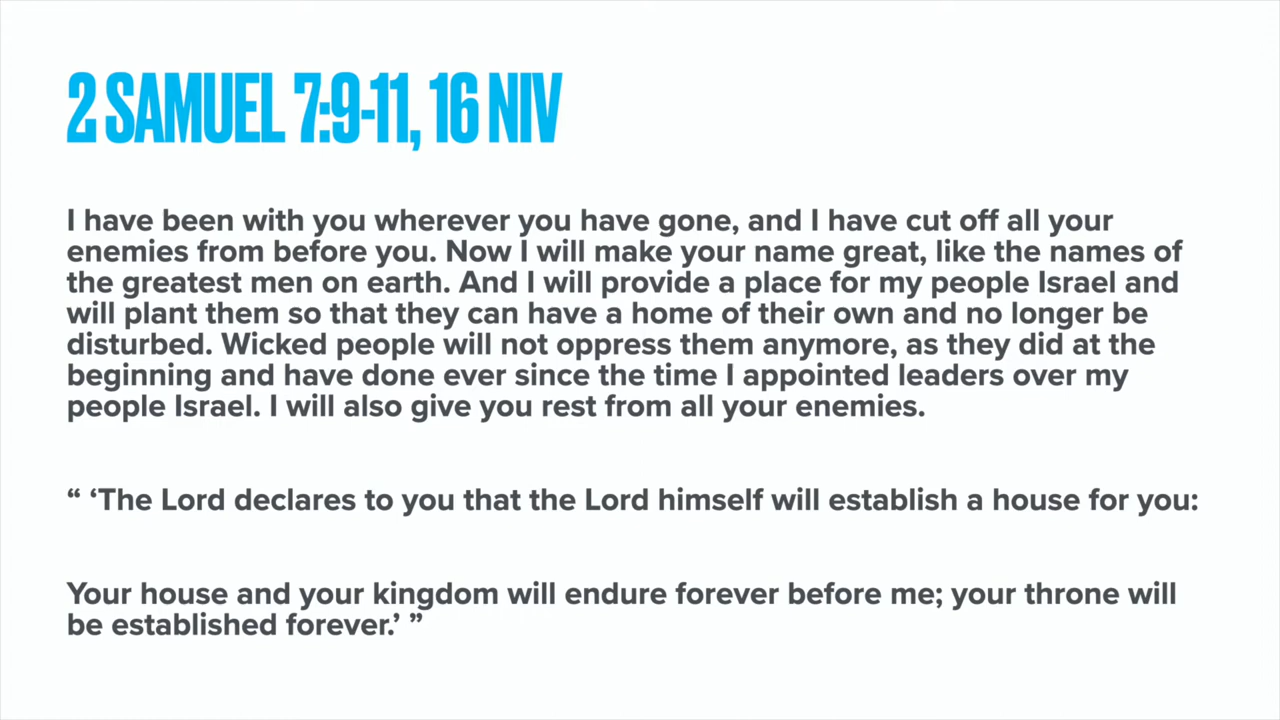 2 SAMUEL 7:9-11, 16 NIV
I have been with you wherever you have gone, and I have cut off all your
enemies from before you. Now I will make your name great, like the names of
the greatest men on earth. And I will provide a place for my people Israel and
will plant them so that they can have a home of their own and no longer be
disturbed. Wicked people will not oppress them anymore, as they did at the
beginning and have done ever since the time I appointed leaders over my
people Israel. I will also give you rest from all your enemies.
“ ‘The Lord declares to you that the Lord himself will establish a house for you:
Your house and your kingdom will endure forever before me; your throne will
be established forever.’ ”